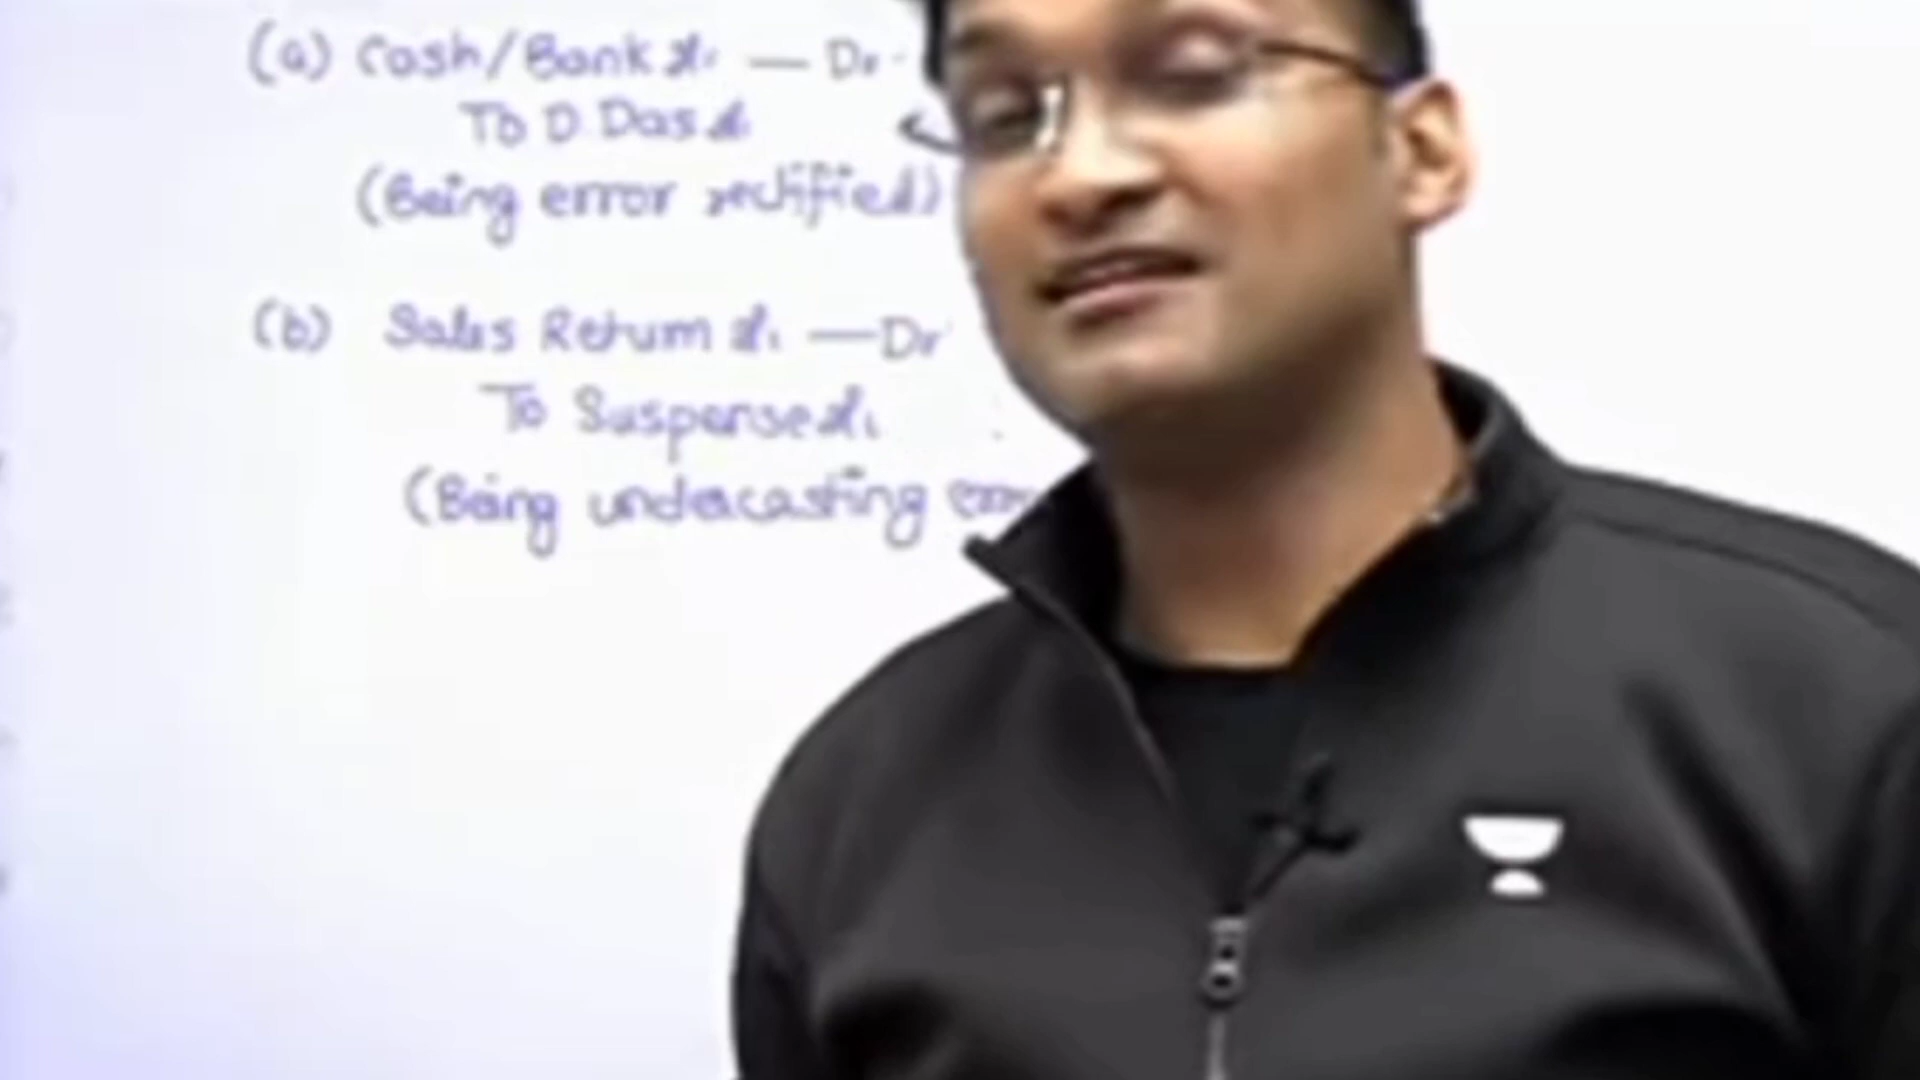 (a) Cash/Bank A/c — Dr.
To D. Das A/c
(Being error rectified)
(b) Sales Return A/c — Dr
To Suspense A/c
(Being undercasting